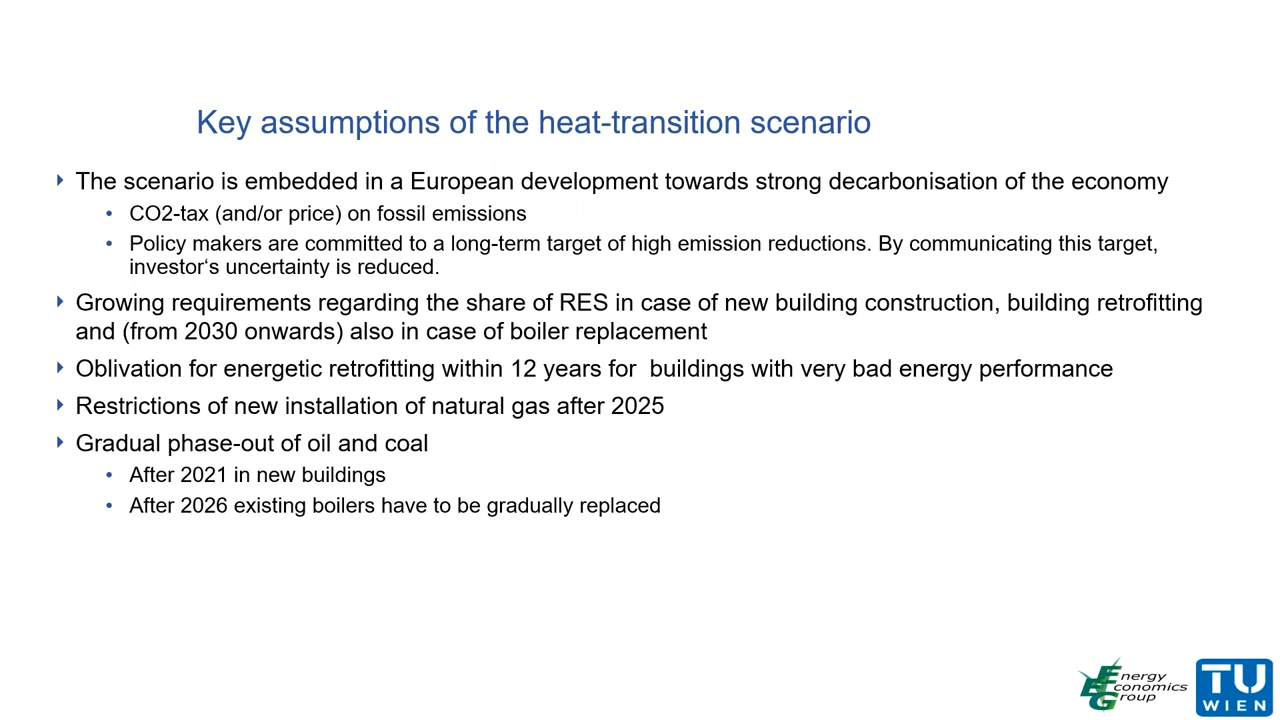 Key assumptions of the heat-transition scenario
The scenario is embedded in a European development towards strong decarbonisation of the economy
• CO2-tax (and/or price) on fossil emissions
• Policy makers are committed to a long-term target of high emission reductions. By communicating this target,
investor‘s uncertainty is reduced.
Growing requirements regarding the share of RES in case of new building construction, building retrofitting
and (from 2030 onwards) also in case of boiler replacement
Oblivation for energetic retrofitting within 12 years for  buildings with very bad energy performance
Restrictions of new installation of natural gas after 2025
Gradual phase-out of oil and coal
• After 2021 in new buildings
• After 2026 existing boilers have to be gradually replaced
Energy
Economics
Group
TU
WIEN